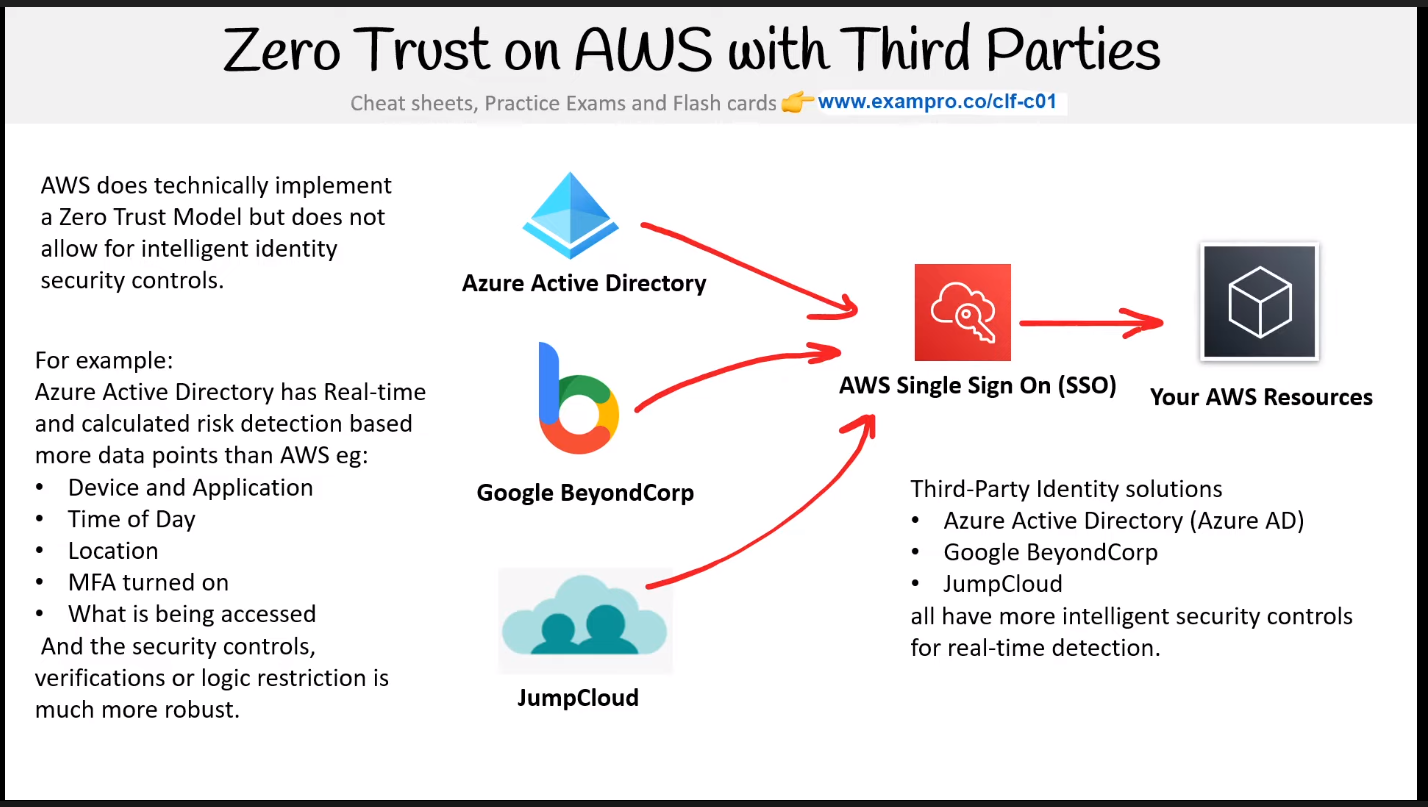 Zero Trust on AWS with Third Parties
Cheat sheets, Practice Exams and Flash cards 👉 www.exampro.co/clf-c01
AWS does technically implement
a Zero Trust Model but does not
allow for intelligent identity
security controls.
For example:
Azure Active Directory has Real-time
and calculated risk detection based
more data points than AWS eg:
• Device and Application
• Time of Day
• Location
• MFA turned on
• What is being accessed
And the security controls,
verifications or logic restriction is
much more robust.
Azure Active Directory
Google BeyondCorp
JumpCloud
AWS Single Sign On (SSO)
Your AWS Resources
Third-Party Identity solutions
• Azure Active Directory (Azure AD)
• Google BeyondCorp
• JumpCloud
all have more intelligent security controls
for real-time detection.